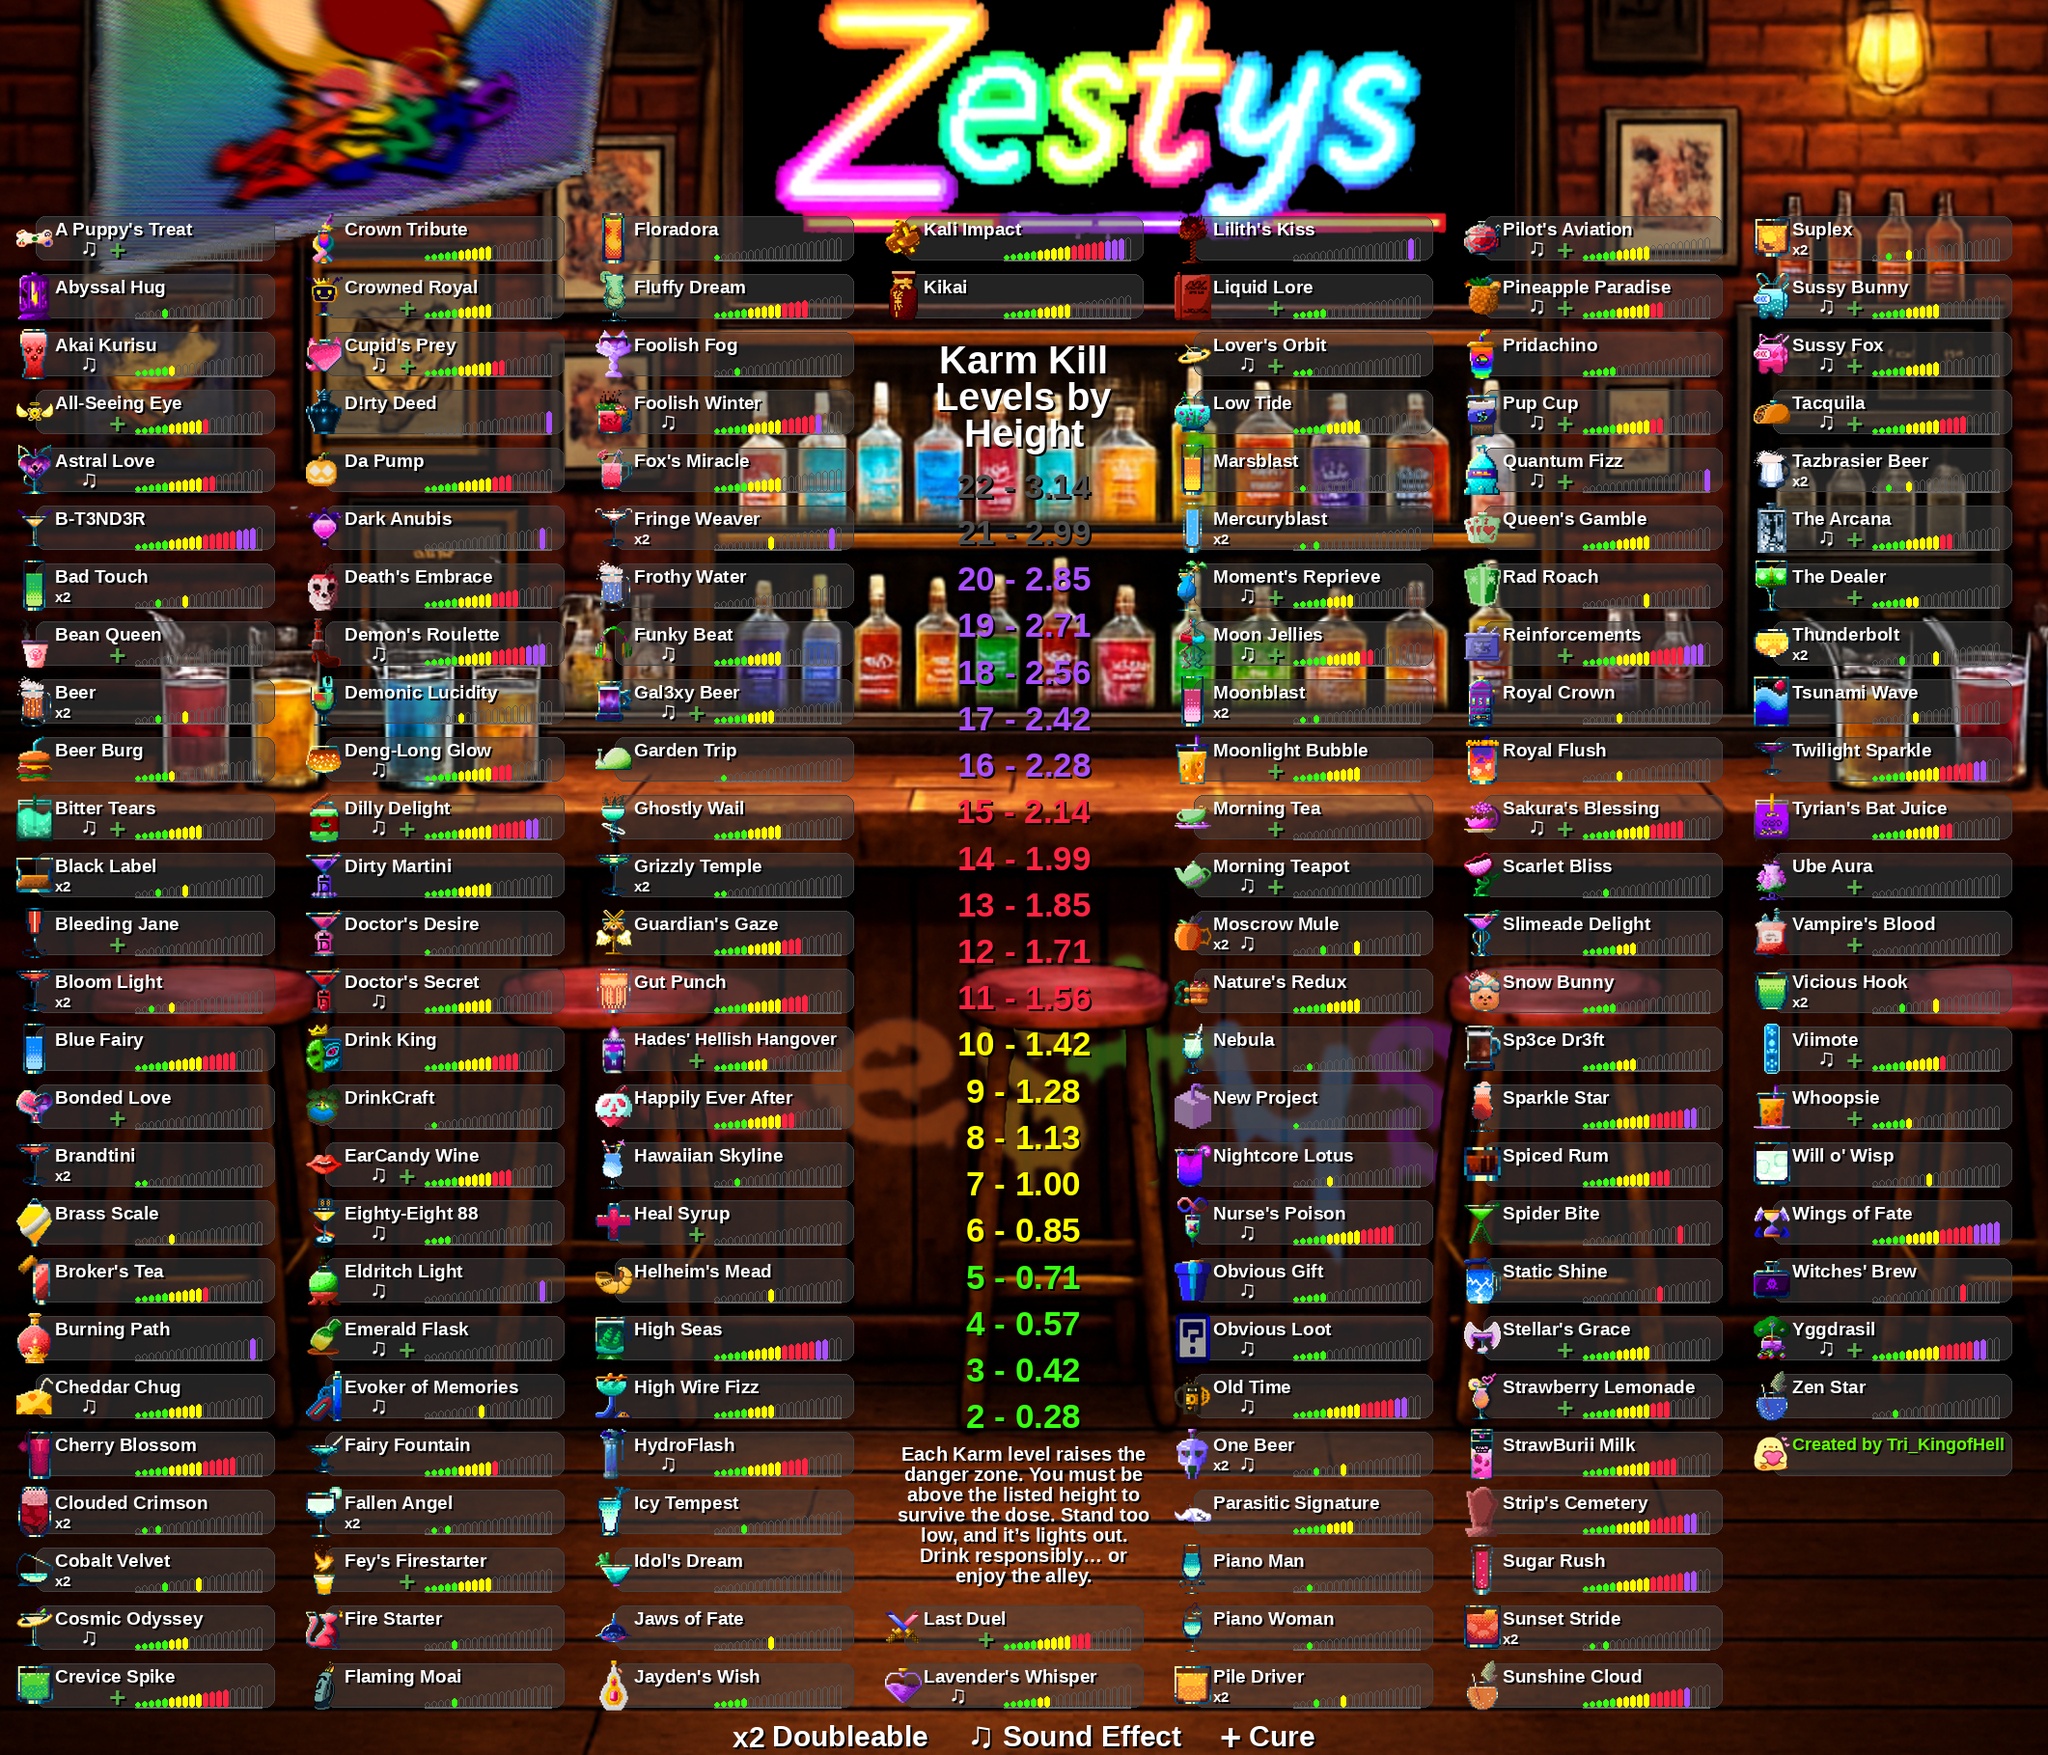 Zestys
A Puppy's Treat
♫ +
Abyssal Hug
Akai Kurisu
♫
All-Seeing Eye
+
Astral Love
♫
B-T3ND3R
Bad Touch
x2
Bean Queen
+
Beer
x2
Beer Burg
Bitter Tears
♫ +
Black Label
x2
Bleeding Jane
+
Bloom Light
x2
Blue Fairy
Bonded Love
+
Brandtini
x2
Brass Scale
Broker's Tea
Burning Path
Cheddar Chug
♫
Cherry Blossom
Clouded Crimson
x2
Cobalt Velvet
x2
Cosmic Odyssey
♫
Crevice Spike
+
Crown Tribute
Crowned Royal
+
Cupid's Prey
♫ +
D!rty Deed
Da Pump
Dark Anubis
Death's Embrace
Demon's Roulette
♫
Demonic Lucidity
Deng-Long Glow
♫
Dilly Delight
♫ +
Dirty Martini
Doctor's Desire
Doctor's Secret
♫
Drink King
DrinkCraft
EarCandy Wine
♫ +
Eighty-Eight 88
♫
Eldritch Light
♫
Emerald Flask
♫ +
Evoker of Memories
♫
Fairy Fountain
Fallen Angel
x2
Fey's Firestarter
+
Fire Starter
Flaming Moai
Floradora
Fluffy Dream
Foolish Fog
Foolish Winter
♫
Fox's Miracle
Fringe Weaver
x2
Frothy Water
Funky Beat
♫
Gal3xy Beer
♫ +
Garden Trip
Ghostly Wail
Grizzly Temple
x2
Guardian's Gaze
Gut Punch
Hades' Hellish Hangover
+
Happily Ever After
Hawaiian Skyline
Heal Syrup
+
Helheim's Mead
High Seas
High Wire Fizz
HydroFlash
♫
Icy Tempest
Idol's Dream
Jaws of Fate
Jayden's Wish
Kali Impact
Kikai
Karm Kill
Levels by
Height
22 - 3.14
21 - 2.99
20 - 2.85
19 - 2.71
18 - 2.56
17 - 2.42
16 - 2.28
15 - 2.14
14 - 1.99
13 - 1.85
12 - 1.71
11 - 1.56
10 - 1.42
9 - 1.28
8 - 1.13
7 - 1.00
6 - 0.85
5 - 0.71
4 - 0.57
3 - 0.42
2 - 0.28
Each Karm level raises the
danger zone. You must be
above the listed height to
survive the dose. Stand too
low, and it's lights out.
Drink responsibly… or
enjoy the alley.
Last Duel
+
Lavender's Whisper
♫
Lilith's Kiss
Liquid Lore
+
Lover's Orbit
♫ +
Low Tide
Marsblast
Mercuryblast
x2
Moment's Reprieve
♫ +
Moon Jellies
♫ +
Moonblast
x2
Moonlight Bubble
+
Morning Tea
+
Morning Teapot
♫ +
Moscrow Mule
x2 ♫
Nature's Redux
Nebula
New Project
Nightcore Lotus
Nurse's Poison
♫
Obvious Gift
♫
Obvious Loot
♫
Old Time
♫
One Beer
x2 ♫
Parasitic Signature
Piano Man
Piano Woman
Pile Driver
x2
Pilot's Aviation
♫ +
Pineapple Paradise
♫ +
Pridachino
Pup Cup
♫ +
Quantum Fizz
♫ +
Queen's Gamble
Rad Roach
Reinforcements
+
Royal Crown
Royal Flush
Sakura's Blessing
♫ +
Scarlet Bliss
Slimeade Delight
Snow Bunny
Sp3ce Dr3ft
Sparkle Star
Spiced Rum
Spider Bite
Static Shine
Stellar's Grace
+
Strawberry Lemonade
+
StrawBurii Milk
Strip's Cemetery
Sugar Rush
Sunset Stride
x2
Sunshine Cloud
Suplex
x2
Sussy Bunny
♫ +
Sussy Fox
♫ +
Tacquila
♫ +
Tazbrasier Beer
x2
The Arcana
♫ +
The Dealer
+
Thunderbolt
x2
Tsunami Wave
Twilight Sparkle
Tyrian's Bat Juice
Ube Aura
+
Vampire's Blood
+
Vicious Hook
x2
Viimote
♫ +
Whoopsie
+
Will o' Wisp
Wings of Fate
Witches' Brew
Yggdrasil
♫ +
Zen Star
Created by Tri_KingofHell
x2 Doubleable ♫ Sound Effect + Cure